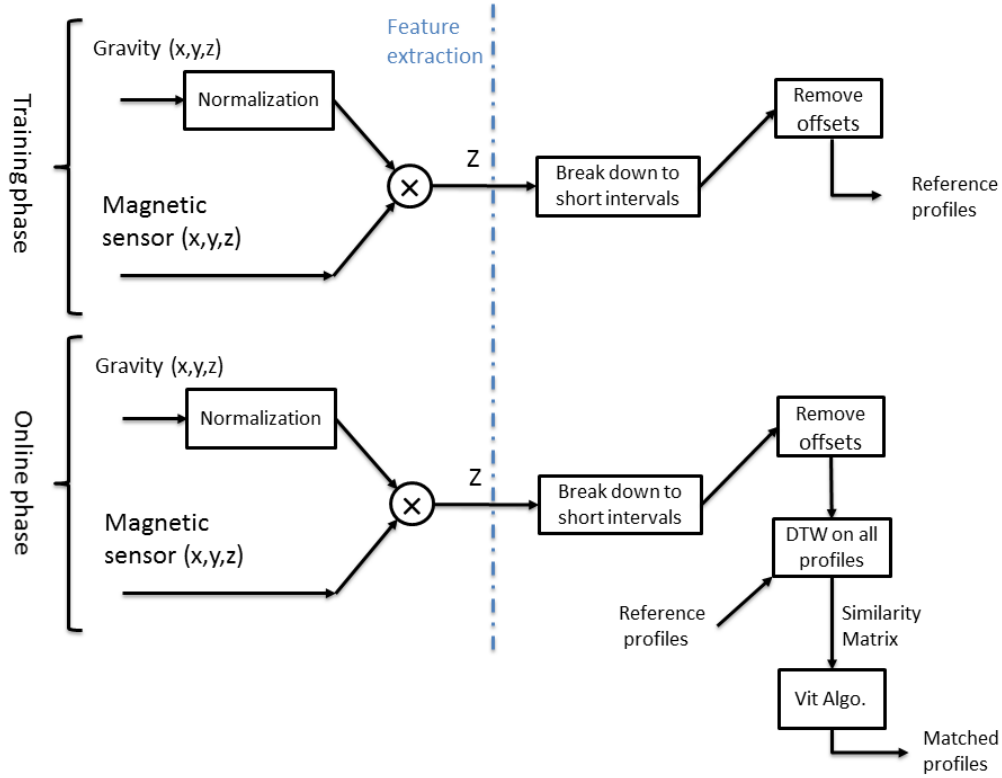 Feature
extraction
Training phase
Gravity (x,y,z)
Normalization
Magnetic
sensor (x,y,z)
×
Z
Break down to
short intervals
Remove
offsets
Reference
profiles
Online phase
Gravity (x,y,z)
Normalization
Magnetic
sensor (x,y,z)
×
Z
Break down to
short intervals
Remove
offsets
DTW on all
profiles
Reference
profiles
Similarity
Matrix
Vit Algo.
Matched
profiles